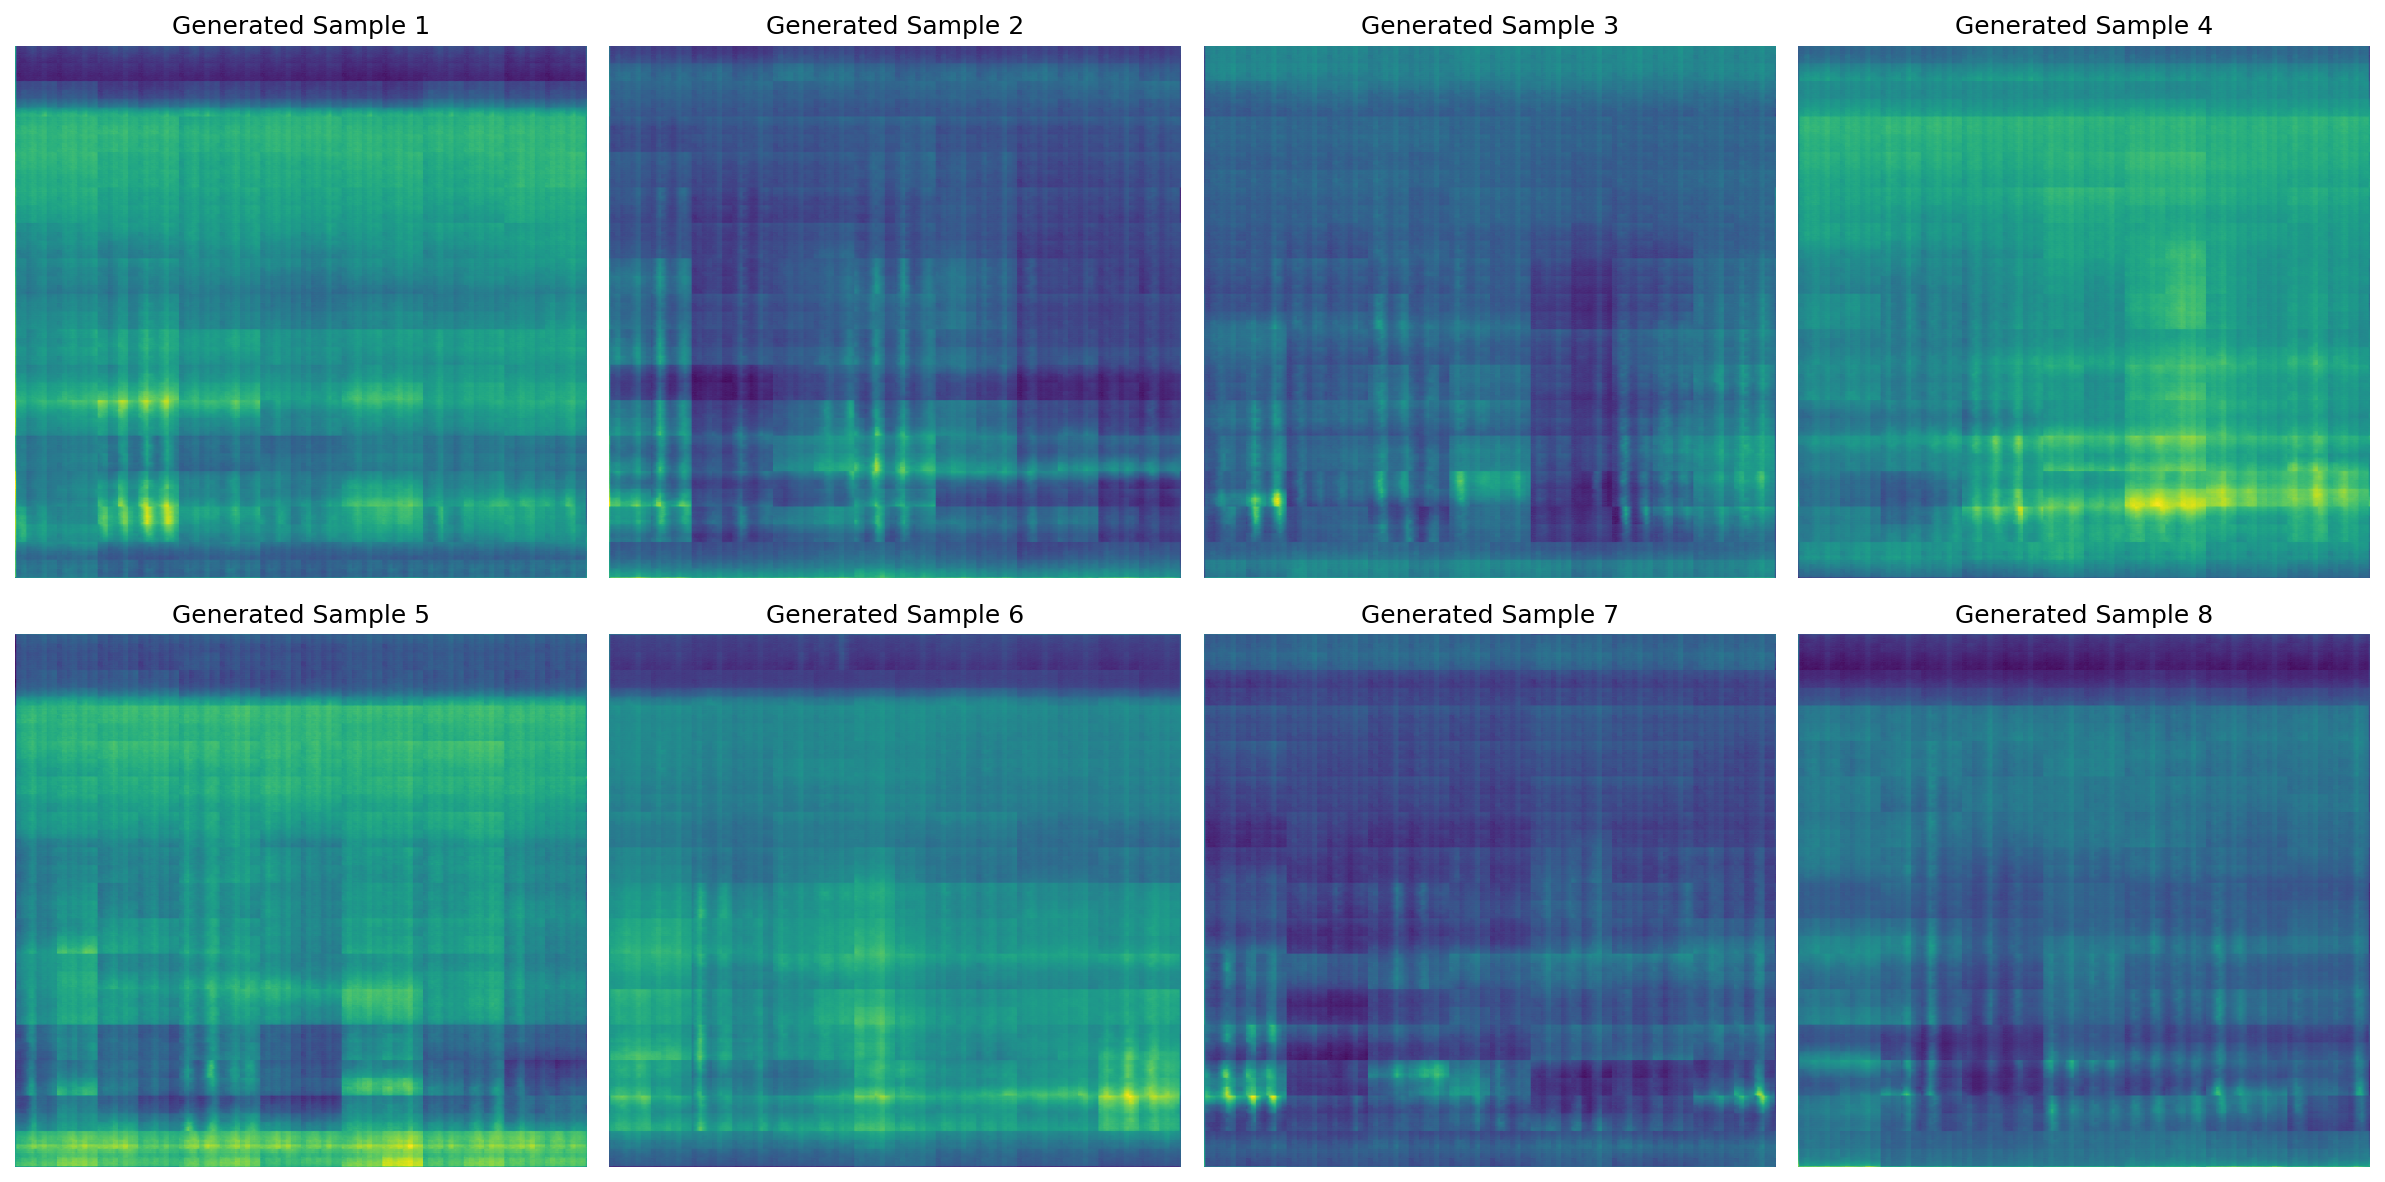 Generated Sample 1
Generated Sample 2
Generated Sample 3
Generated Sample 4
Generated Sample 5
Generated Sample 6
Generated Sample 7
Generated Sample 8